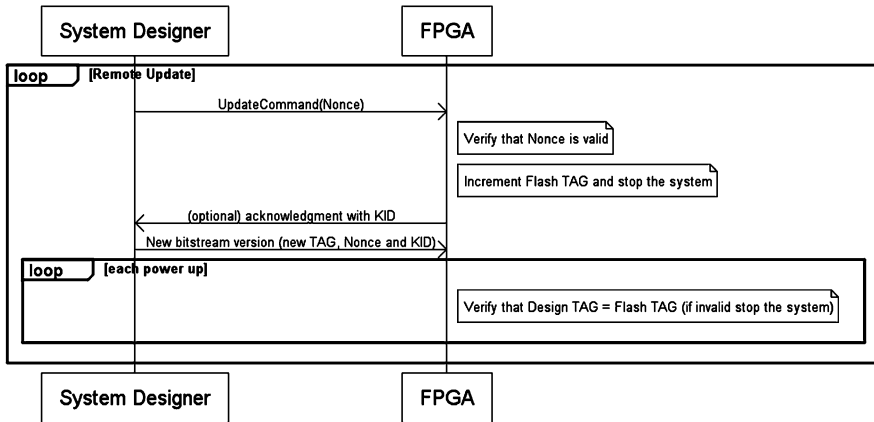 System Designer
FPGA
loop
[Remote Update]
UpdateCommand(Nonce)
Verify that Nonce is valid
Increment Flash TAG and stop the system
(optional) acknowledgment with KID
New bitstream version (new TAG, Nonce and KID)
loop
[each power up]
Verify that Design TAG = Flash TAG (if invalid stop the system)
System Designer
FPGA